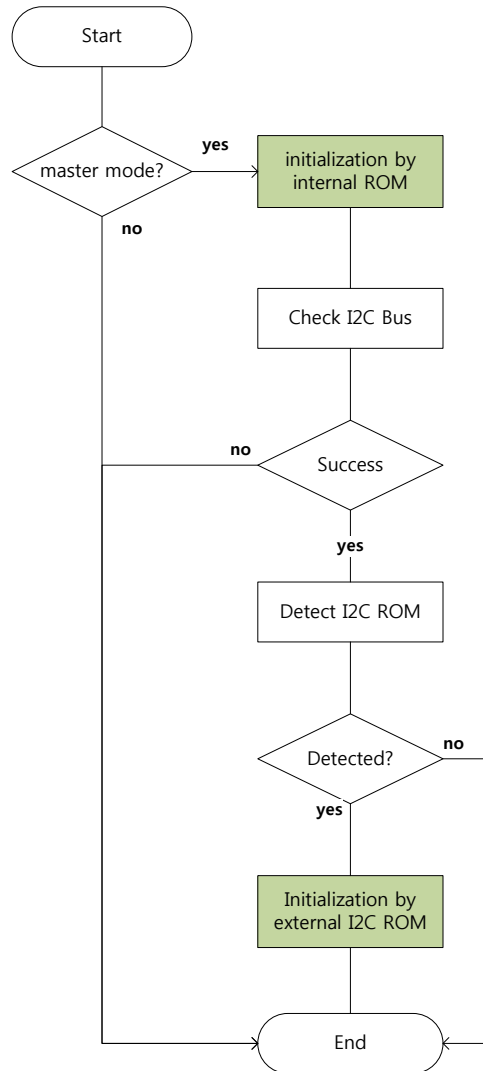 Start
master mode?
yes
initialization by
internal ROM
no
Check I2C Bus
no
Success
yes
Detect I2C ROM
Detected?
no
yes
Initialization by
external I2C ROM
End